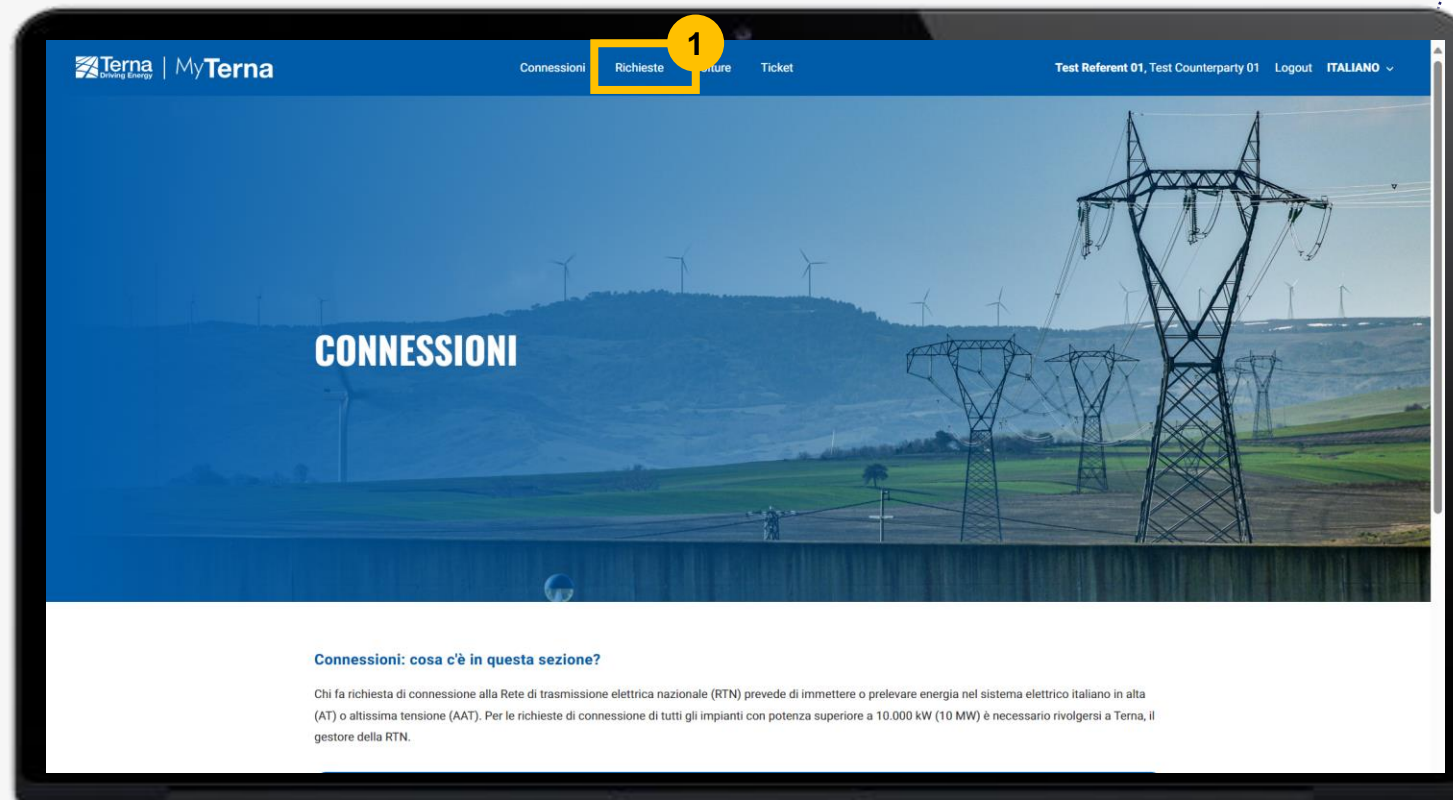 1
Terna
Driving Energy
MyTerna
Connessioni Richieste Ticket
Test Referent 01, Test Counterparty 01 Logout ITALIANO
CONNESSIONI
Connessioni: cosa c'è in questa sezione?
Chi fa richiesta di connessione alla Rete di trasmissione elettrica nazionale (RTN) prevede di immettere o prelevare energia nel sistema elettrico italiano in alta
(AT) o altissima tensione (AAT). Per le richieste di connessione di tutti gli impianti con potenza superiore a 10.000 kW (10 MW) è necessario rivolgersi a Terna, il
gestore della RTN.